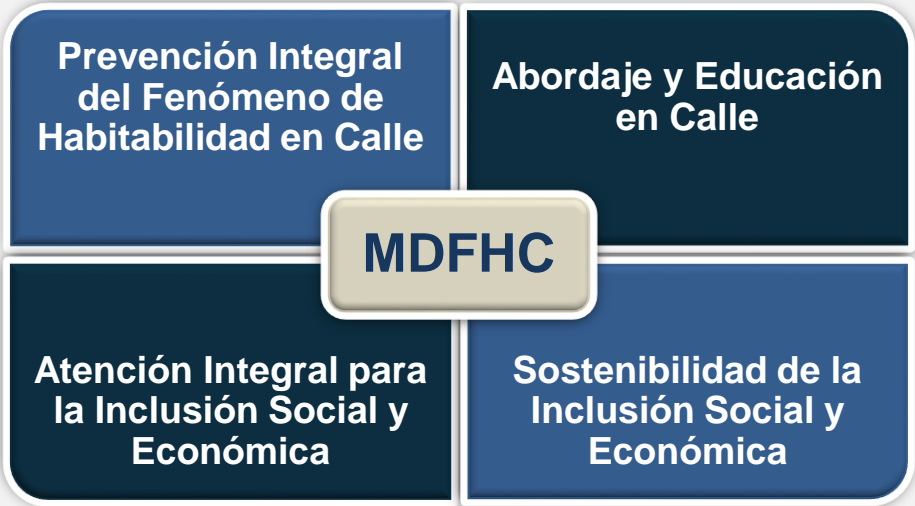 Prevención Integral
del Fenómeno de
Habitabilidad en Calle
Abordaje y Educación
en Calle
MDFHC
Atención Integral para
la Inclusión Social y
Económica
Sostenibilidad de la
Inclusión Social y
Económica